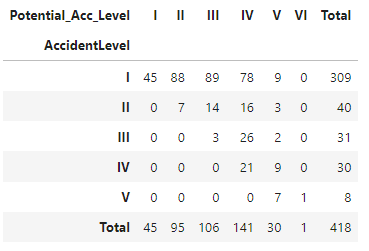 Potential_Acc_Level I II III IV V VI Total
AccidentLevel
I 45 88 89 78 9 0 309
II 0 7 14 16 3 0 40
III 0 0 3 26 2 0 31
IV 0 0 0 21 9 0 30
V 0 0 0 0 7 1 8
Total 45 95 106 141 30 1 418